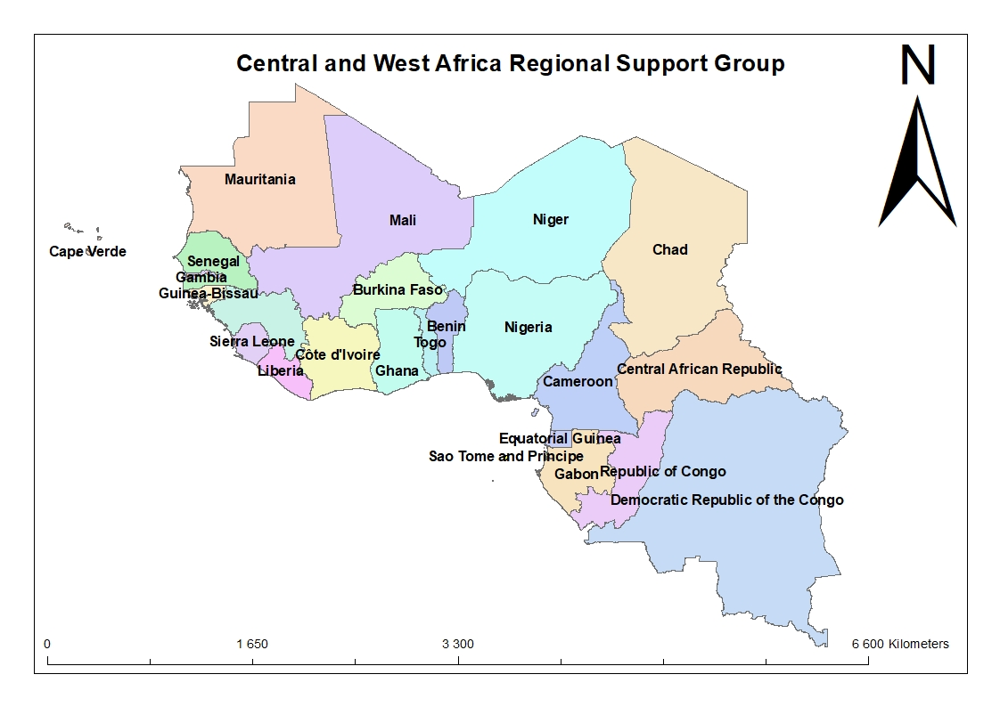 Central and West Africa Regional Support Group
N
Mauritania
Mali
Niger
Chad
Cape Verde
Senegal
Gambia
Guinea-Bissau
Burkina Faso
Benin
Nigeria
Togo
Sierra Leone
Côte d'Ivoire
Liberia
Ghana
Cameroon
Central African Republic
Equatorial Guinea
Sao Tome and Principe
Gabon
Republic of Congo
Democratic Republic of the Congo
0 1 650 3 300 6 600 Kilometers